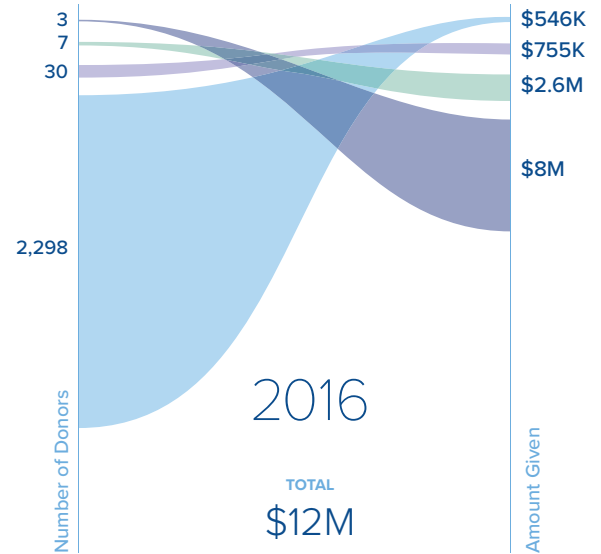 3
7
30
2,298
Number of Donors
$546K
$755K
$2.6M
$8M
Amount Given
2016
TOTAL
$12M